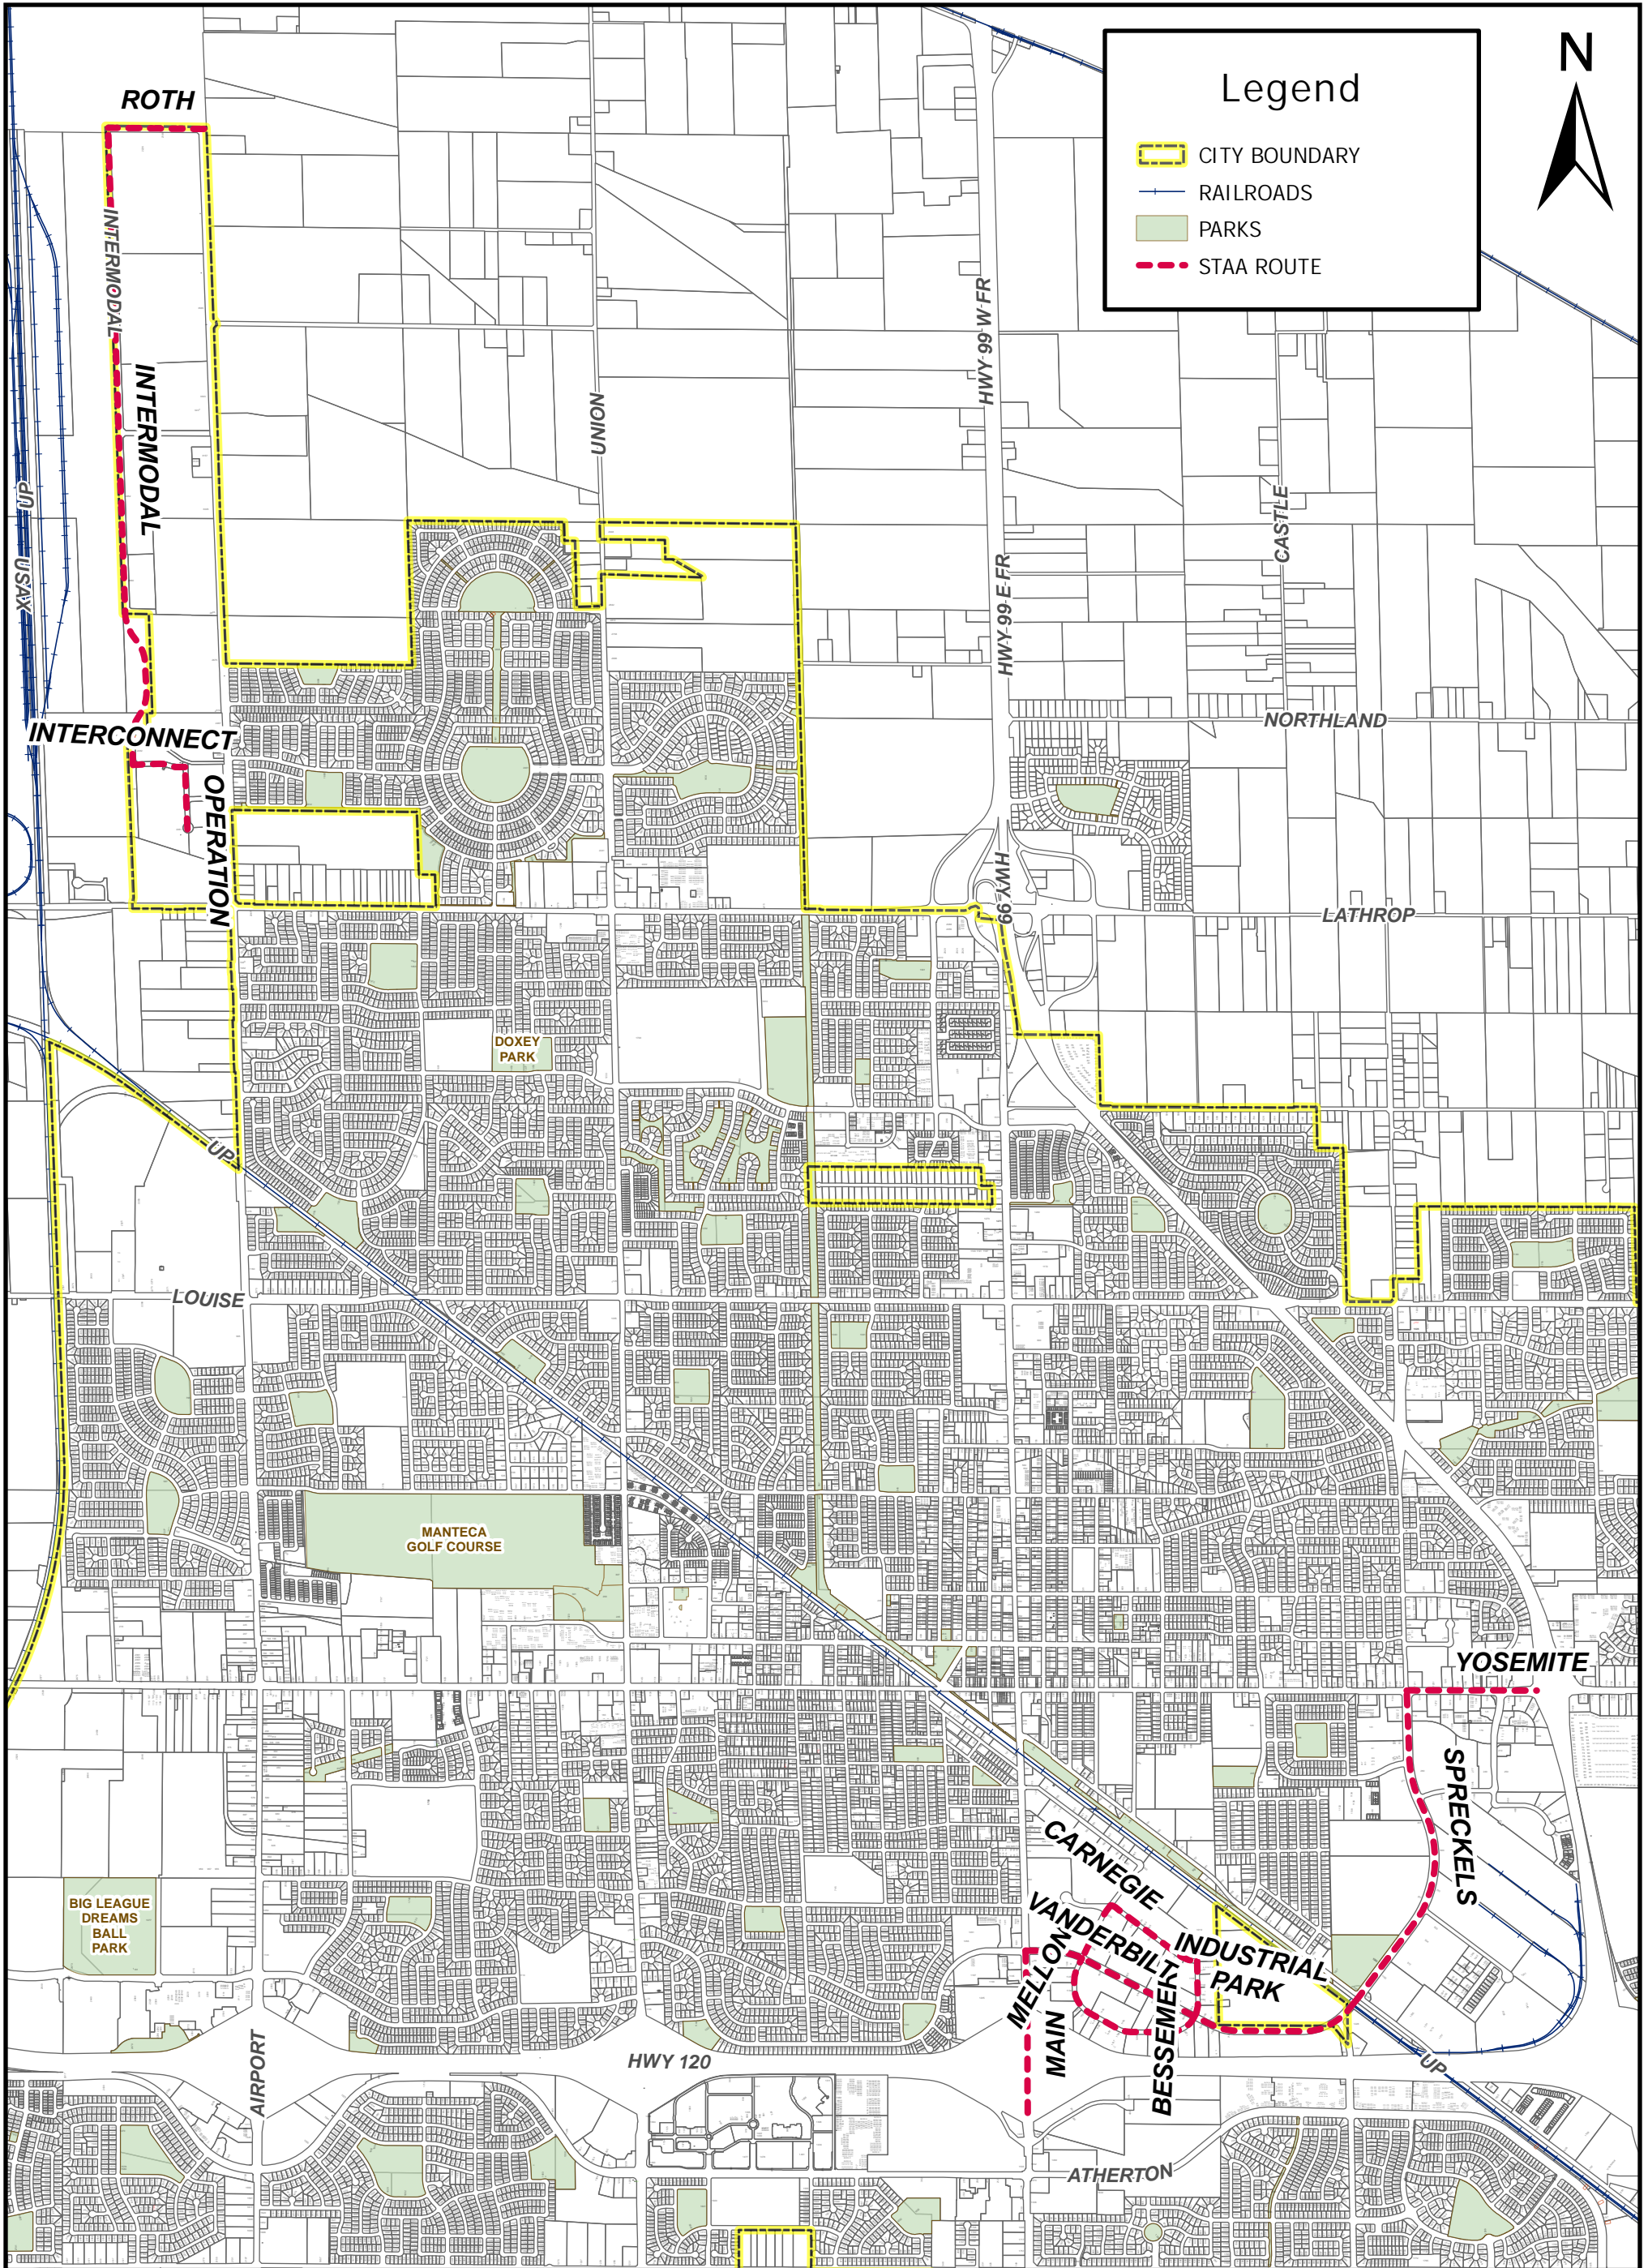 Legend
CITY BOUNDARY
RAILROADS
PARKS
STAA ROUTE
N
ROTH
INTERMODAL
INTERMODAL
UNION
HWY 99 W FR
CASTLE
UP
USAX
HWY 99 E FR
NORTHLAND
INTERCONNECT
OPERATION
HWY 99
LATHROP
DOXEY
PARK
UP
LOUISE
MANTECA
GOLF COURSE
YOSEMITE
SPRECKELS
CARNEGIE
VANDERBILT
MELLON
INDUSTRIAL
PARK
BESSEMER
MAIN
BIG LEAGUE
DREAMS
BALL
PARK
AIRPORT
HWY 120
UP
ATHERTON